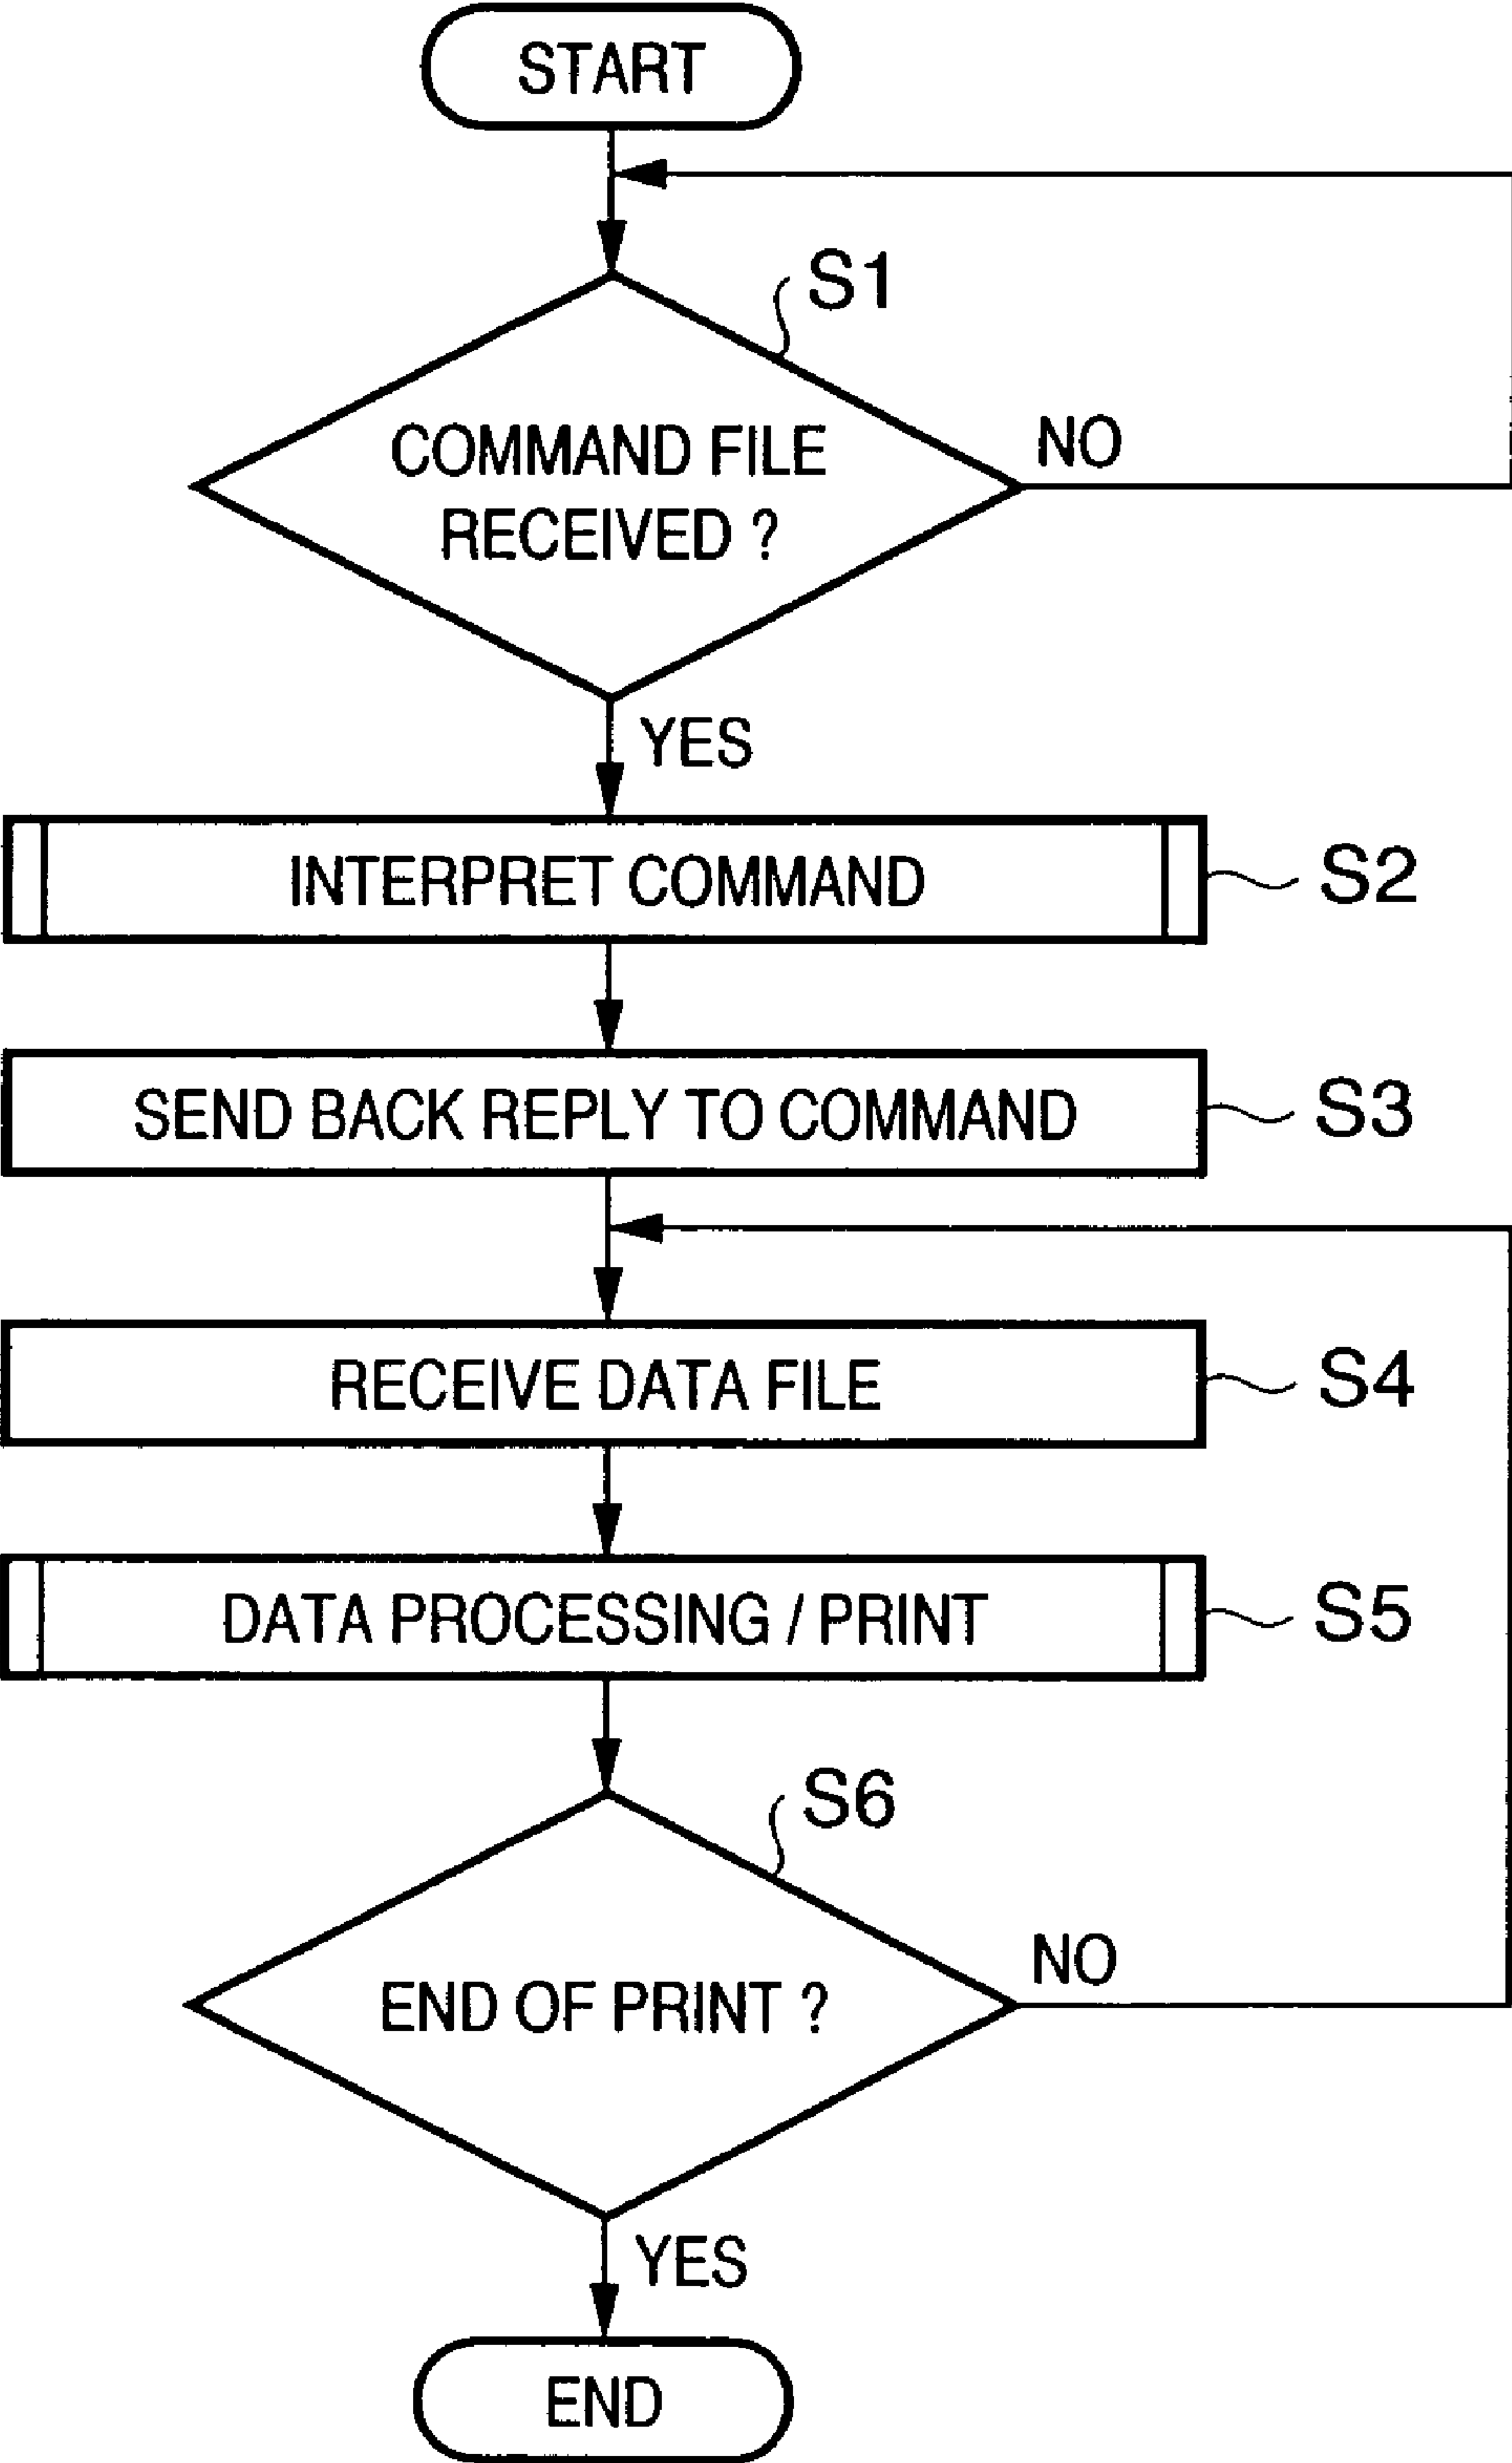 START
S1
COMMAND FILE
RECEIVED ?
NO
YES
INTERPRET COMMAND
S2
SEND BACK REPLY TO COMMAND
S3
RECEIVE DATA FILE
S4
DATA PROCESSING / PRINT
S5
S6
END OF PRINT ?
NO
YES
END